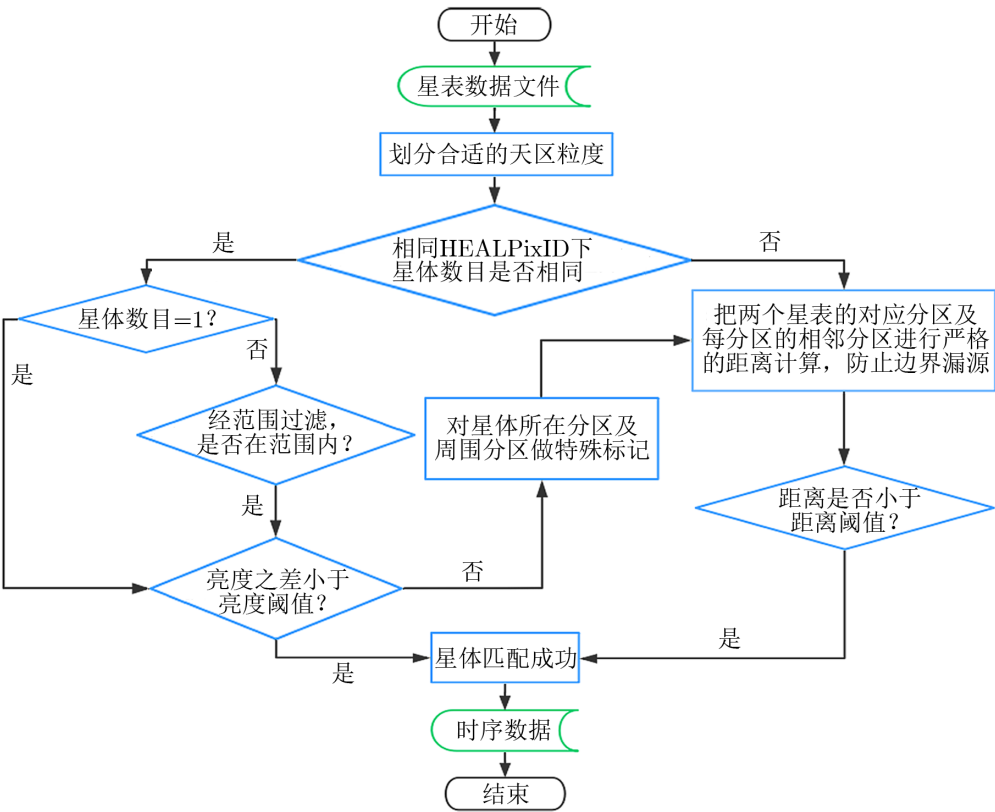 开始
星表数据文件
划分合适的天区粒度
相同HEALPixID下
星体数目是否相同
是
否
星体数目=1?
是
否
把两个星表的对应分区及
每分区的相邻分区进行严格
的距离计算，防止边界漏源
经范围过滤，
是否在范围内?
对星体所在分区及
周围分区做特殊标记
是
距离是否小于
距离阈值?
亮度之差小于
亮度阈值?
否
是
是
星体匹配成功
时序数据
结束